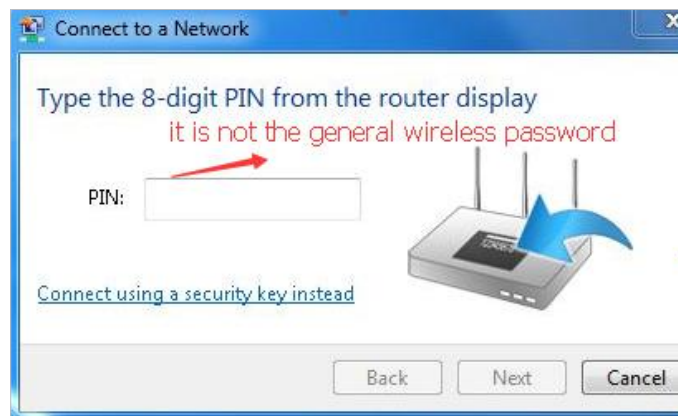 Connect to a Network
X
Type the 8-digit PIN from the router display
it is not the general wireless password
PIN:
Connect using a security key instead
Back
Next
Cancel